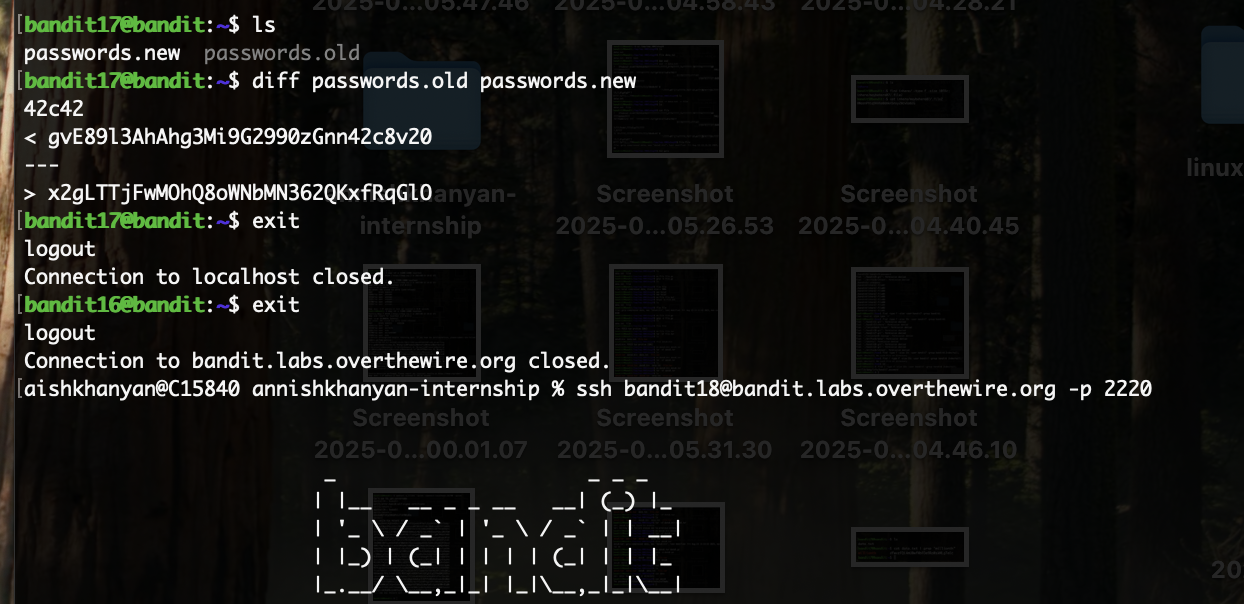 2025-0...05.47.46 2025-0...04.58.43 2025-0...04.28.21
[bandit17@bandit:~$ ls
passwords.new  passwords.old
[bandit17@bandit:~$ diff passwords.old passwords.new
42c42
< gvE89l3AhAhg3Mi9G2990zGnn42c8v20
---
> x2gLTTjFwMOhQ8oWNbMN362QKxfRqGlO
[bandit17@bandit:~$ exit
logout
Connection to localhost closed.
[bandit16@bandit:~$ exit
logout
Connection to bandit.labs.overthewire.org closed.
[aishkhanyan@C15840 annishkhanyan-internship % ssh bandit18@bandit.labs.overthewire.org -p 2220
bandit
linux
internship
Screenshot
2025-0...05.26.53
Screenshot
2025-0...04.40.45
Screenshot
2025-0...00.01.07
Screenshot
2025-0...05.31.30
Screenshot
2025-0...04.46.10
20